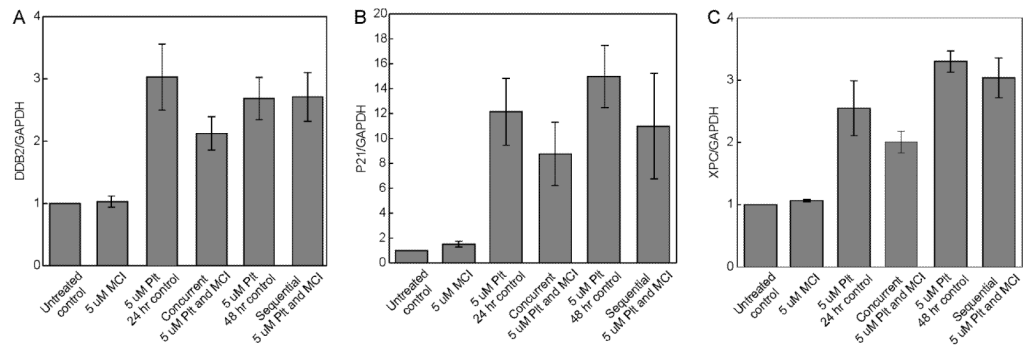 A
DDB2/GAPDH
4
3
2
1
0
Untreated
control
5 uM MCI
5 uM Plt
24 hr control
Concurrent
5 uM Plt and MCI
5 uM Plt
48 hr control
Sequential
5 uM Plt and MCI
B
P21/GAPDH
20
18
16
14
12
10
8
6
4
2
0
Untreated
control
5 uM MCI
5 uM Plt
24 hr control
Concurrent
5 uM Plt and MCI
5 uM Plt
48 hr control
Sequential
5 uM Plt and MCI
C
XPC/GAPDH
4
3
2
1
0
Untreated
control
5 uM MCI
5 uM Plt
24 hr control
Concurrent
5 uM Plt and MCI
5 uM Plt
48 hr control
Sequential
5 uM Plt and MCI